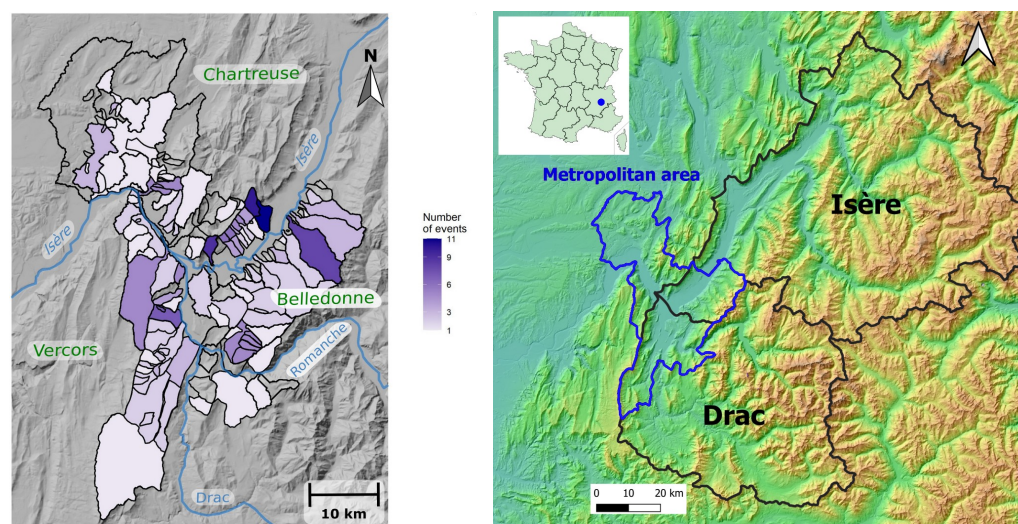 N
Chartreuse
Isère
Isère
Belledonne
Vercors
Romanche
Drac
10 km
Number
of events
11
9
6
3
1
Metropolitan area
Isère
Drac
0 10 20 km